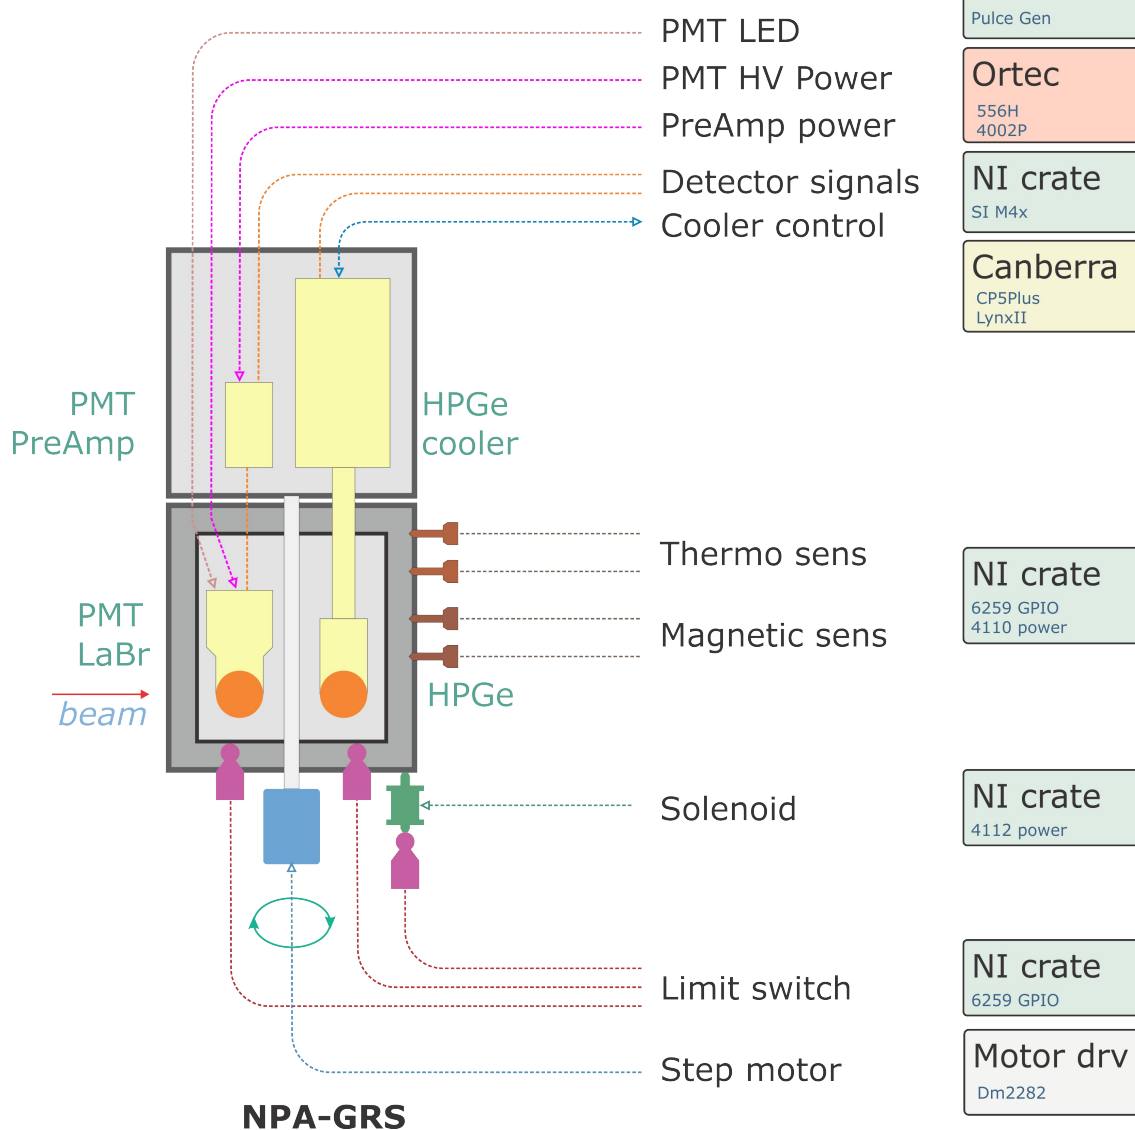 PMT LED
PMT HV Power
PreAmp power
Detector signals
Cooler control
Pulce Gen
Ortec
556H
4002P
NI crate
SI M4x
Canberra
CP5Plus
LynxII
PMT
PreAmp
HPGe
cooler
PMT
LaBr
beam
HPGe
Thermo sens
Magnetic sens
NI crate
6259 GPIO
4110 power
Solenoid
NI crate
4112 power
Limit switch
NI crate
6259 GPIO
Step motor
Motor drv
Dm2282
NPA-GRS